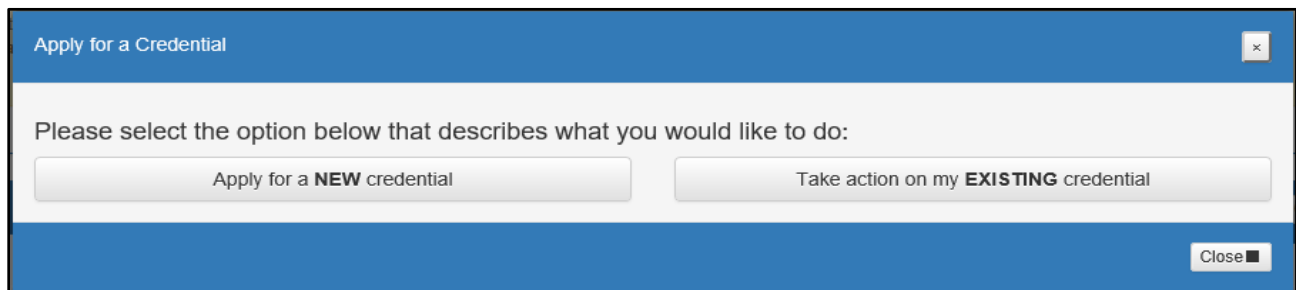 Apply for a Credential
×
Please select the option below that describes what you would like to do:
Apply for a NEW credential
Take action on my EXISTING credential
Close